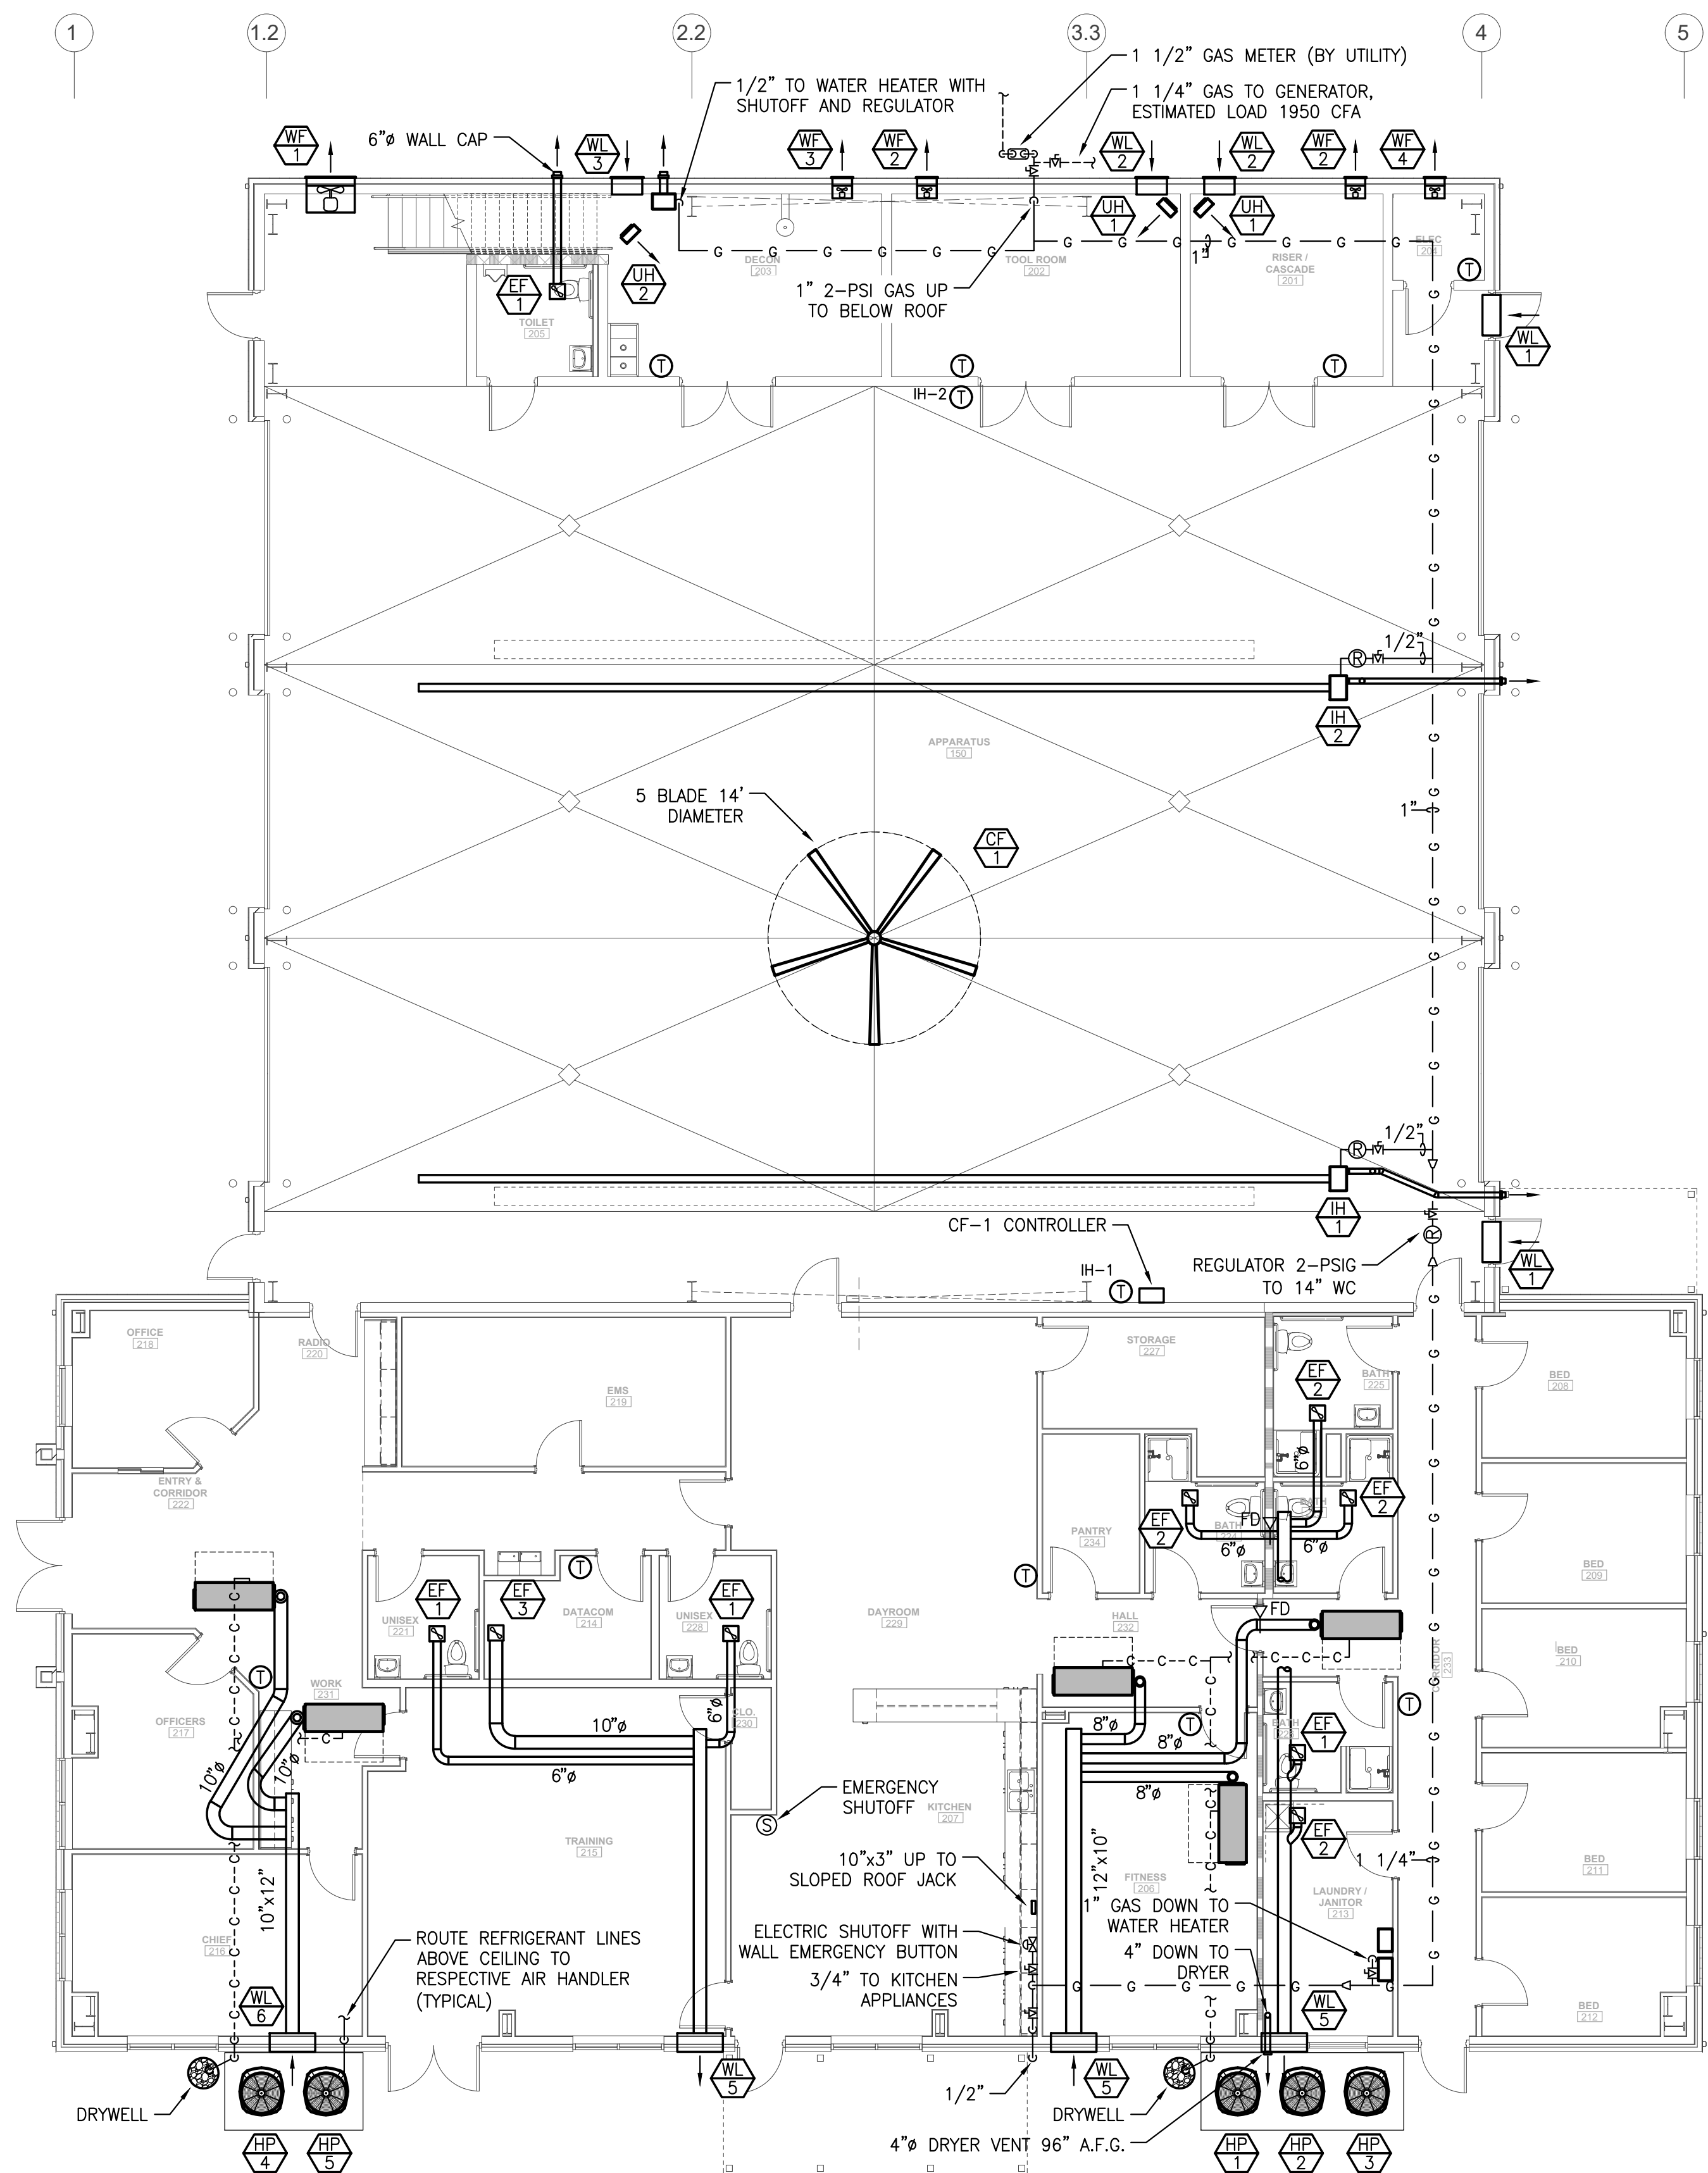 1
1.2
2.2
3.3
4
5
1 1/2" GAS METER (BY UTILITY)
1/2" TO WATER HEATER WITH
SHUTOFF AND REGULATOR
1 1/4" GAS TO GENERATOR,
ESTIMATED LOAD 1950 CFA
6"ø WALL CAP
WF
1
WL
3
WF
3
WF
2
WL
2
WL
2
WF
2
WF
4
UH
1
UH
1
G G G G G G
G G G G G G
DECON
203
TOOL ROOM
202
RISER /
CASCADE
201
ELEC
204
1"
T
UH
2
EF
1
1" 2-PSI GAS UP
TO BELOW ROOF
TOILET
205
WL
1
T
T
T
IH-2
T
1/2"
R
IH
2
APPARATUS
150
5 BLADE 14'
DIAMETER
1"
CF
1
1/2"
R
IH
1
CF-1 CONTROLLER
R
REGULATOR 2-PSIG
TO 14" WC
WL
1
IH-1
T
OFFICE
218
RADIO
220
STORAGE
227
EMS
219
EF
2
BATH
225
BED
208
6"ø
ENTRY &
CORRIDOR
222
EF
2
EF
2
FD
BATH
BATH
PANTRY
234
6"ø
6"ø
BED
209
T
T
EF
1
EF
3
EF
1
UNISEX
221
DATACOM
214
UNISEX
228
DAYROOM
229
HALL
232
FD
BED
210
CORRIDOR
233
T
WORK
231
OFFICERS
217
CLO.
230
6"ø
10"ø
6"ø
8"ø
8"ø
8"ø
T
T
BATH
EF
1
10"ø
10"ø
EMERGENCY
SHUTOFF
S
KITCHEN
207
EF
2
TRAINING
215
1 1/4"
BED
211
10"x3" UP TO
SLOPED ROOF JACK
12"x10"
FITNESS
206
LAUNDRY /
JANITOR
213
10"x12"
1" GAS DOWN TO
WATER HEATER
CHIEF
216
ROUTE REFRIGERANT LINES
ABOVE CEILING TO
RESPECTIVE AIR HANDLER
(TYPICAL)
ELECTRIC SHUTOFF WITH
WALL EMERGENCY BUTTON
4" DOWN TO
DRYER
3/4" TO KITCHEN
APPLIANCES
G G G G G G
WL
6
WL
5
BED
212
WL
5
WL
5
DRYWELL
1/2"
DRYWELL
4"ø DRYER VENT 96" A.F.G.
HP
4
HP
5
HP
1
HP
2
HP
3